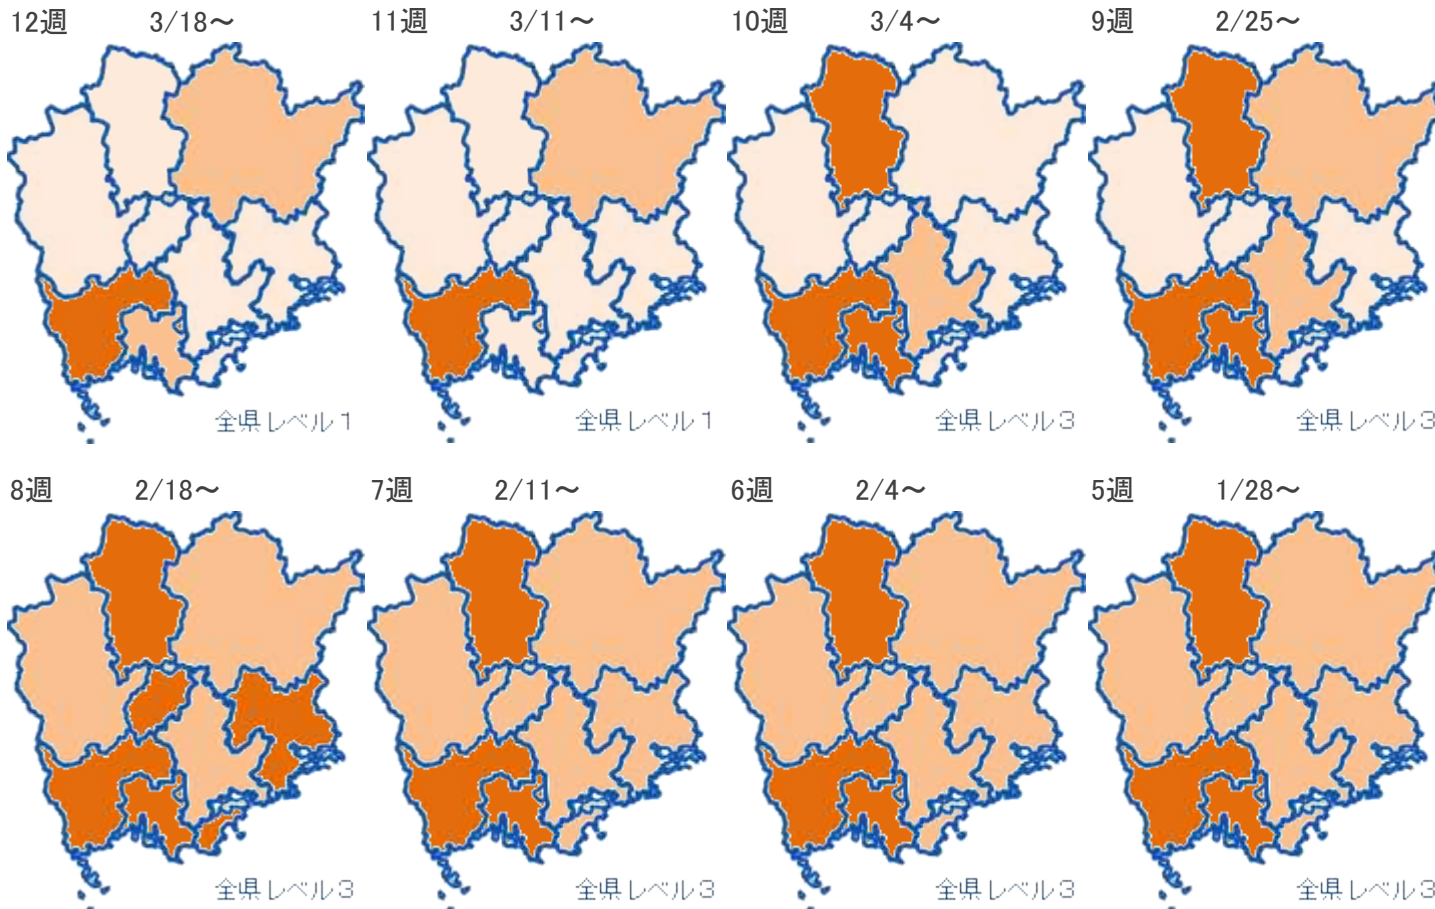 12週 3/18～
11週 3/11～
10週 3/4～
9週 2/25～
全県レベル１
全県レベル１
全県レベル３
全県レベル３
8週 2/18～
7週 2/11～
6週 2/4～
5週 1/28～
全県レベル３
全県レベル３
全県レベル３
全県レベル３